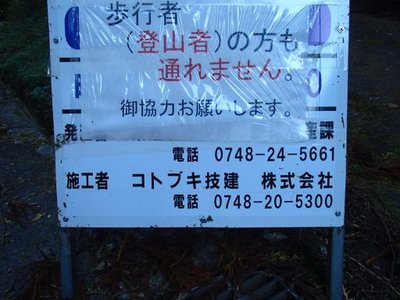 歩行者
(登山者)の方も
通れません。
御協力お願いします。
発 課
電話 0748-24-5661
施工者 コトブキ技建 株式会社
電話 0748-20-5300